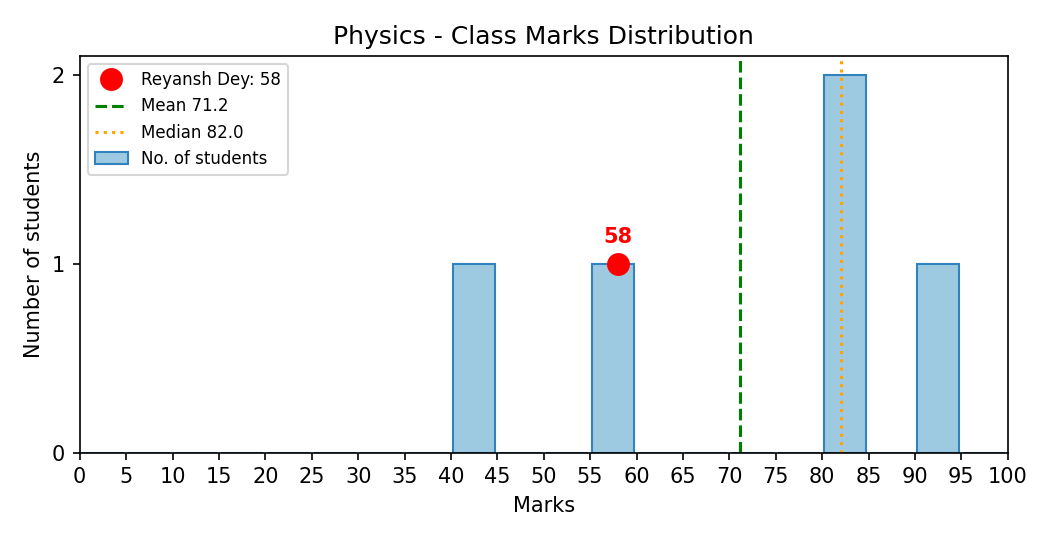 Physics - Class Marks Distribution
Reyansh Dey: 58
Mean 71.2
Median 82.0
No. of students
Number of students
2
1
0
58
0 5 10 15 20 25 30 35 40 45 50 55 60 65 70 75 80 85 90 95 100
Marks